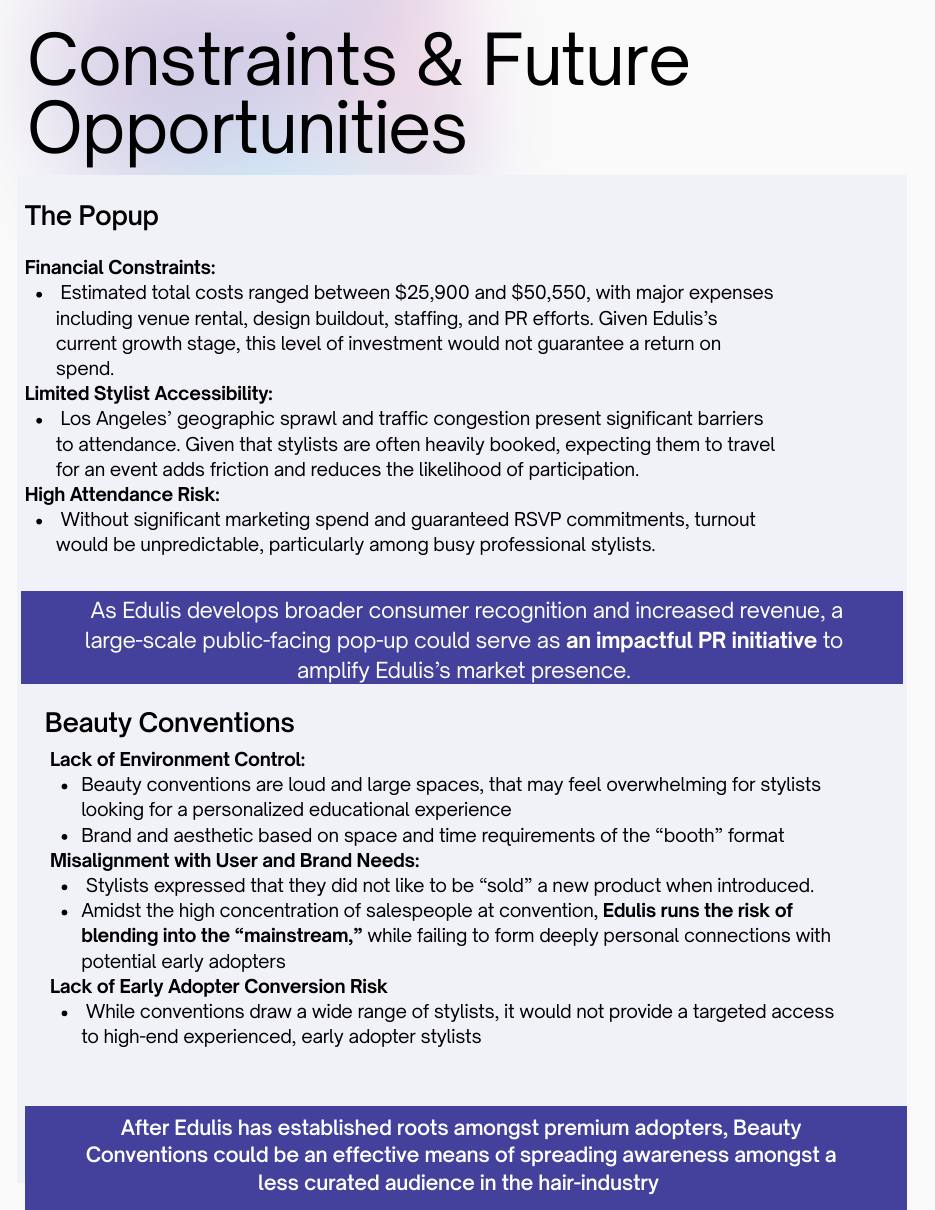 Constraints & Future
Opportunities
The Popup
Financial Constraints:
• Estimated total costs ranged between $25,900 and $50,550, with major expenses
including venue rental, design buildout, staffing, and PR efforts. Given Edulis’s
current growth stage, this level of investment would not guarantee a return on
spend.
Limited Stylist Accessibility:
• Los Angeles’ geographic sprawl and traffic congestion present significant barriers
to attendance. Given that stylists are often heavily booked, expecting them to travel
for an event adds friction and reduces the likelihood of participation.
High Attendance Risk:
• Without significant marketing spend and guaranteed RSVP commitments, turnout
would be unpredictable, particularly among busy professional stylists.
As Edulis develops broader consumer recognition and increased revenue, a
large-scale public-facing pop-up could serve as an impactful PR initiative to
amplify Edulis’s market presence.
Beauty Conventions
Lack of Environment Control:
• Beauty conventions are loud and large spaces, that may feel overwhelming for stylists
looking for a personalized educational experience
• Brand and aesthetic based on space and time requirements of the “booth” format
Misalignment with User and Brand Needs:
• Stylists expressed that they did not like to be “sold” a new product when introduced.
• Amidst the high concentration of salespeople at convention, Edulis runs the risk of
blending into the “mainstream,” while failing to form deeply personal connections with
potential early adopters
Lack of Early Adopter Conversion Risk
• While conventions draw a wide range of stylists, it would not provide a targeted access
to high-end experienced, early adopter stylists
After Edulis has established roots amongst premium adopters, Beauty
Conventions could be an effective means of spreading awareness amongst a
less curated audience in the hair-industry